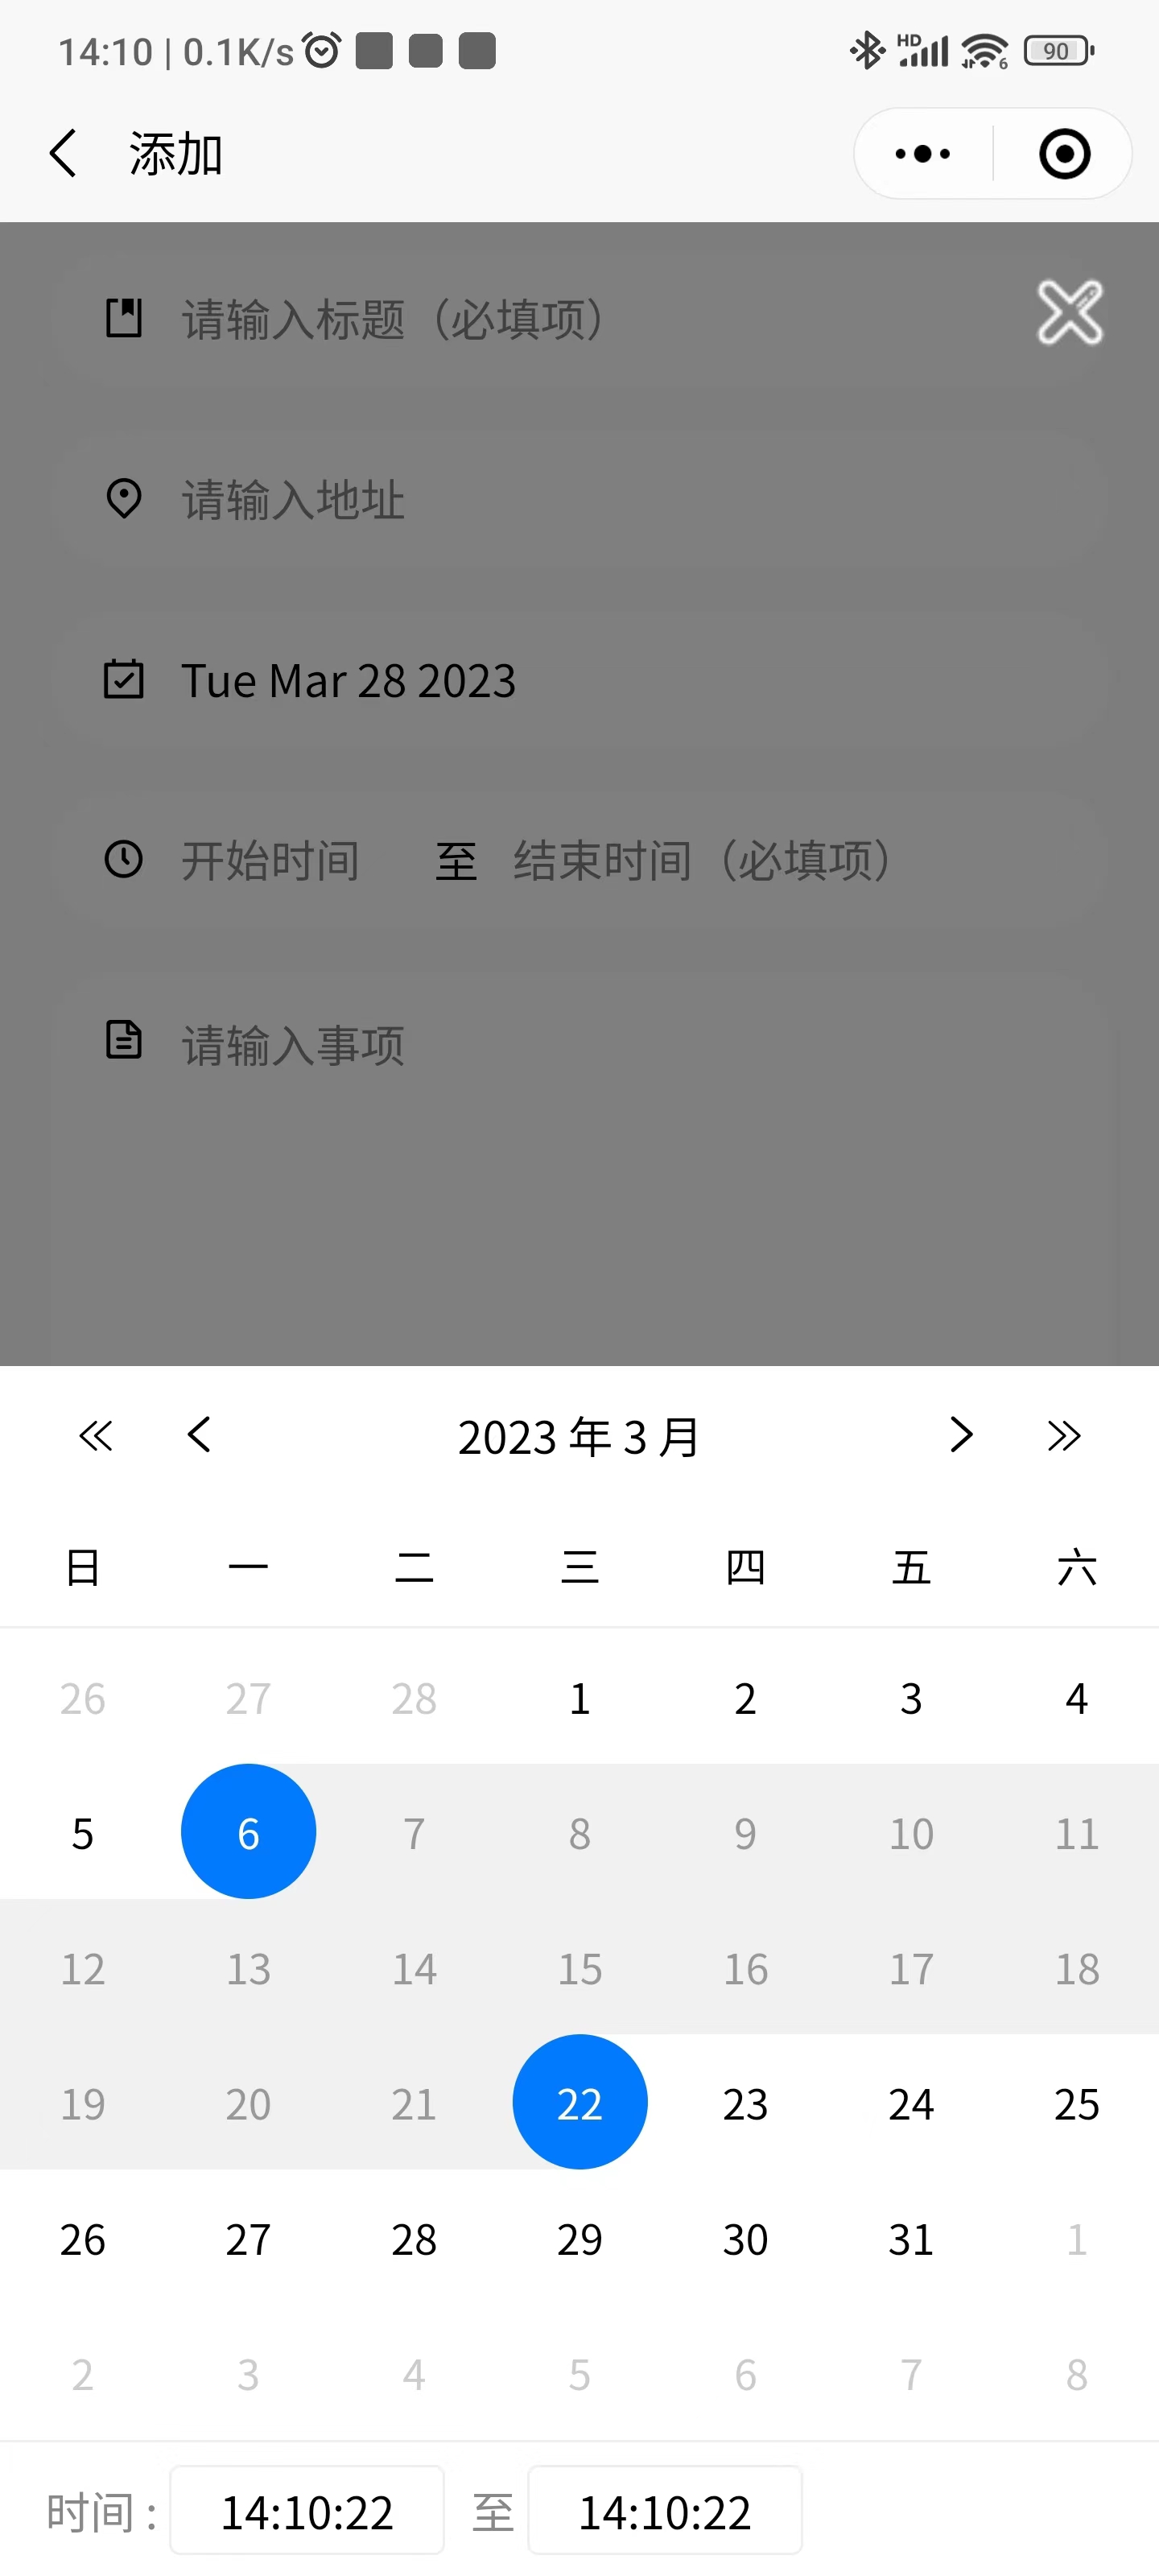 14:10 | 0.1K/s HD 6 90
添加
请输入标题（必填项）
请输入地址
Tue Mar 28 2023
开始时间 至 结束时间（必填项）
请输入事项
2023 年 3 月
日 一 二 三 四 五 六
26 27 28 1 2 3 4
5 6 7 8 9 10 11
12 13 14 15 16 17 18
19 20 21 22 23 24 25
26 27 28 29 30 31 1
2 3 4 5 6 7 8
时间 : 14:10:22 至 14:10:22